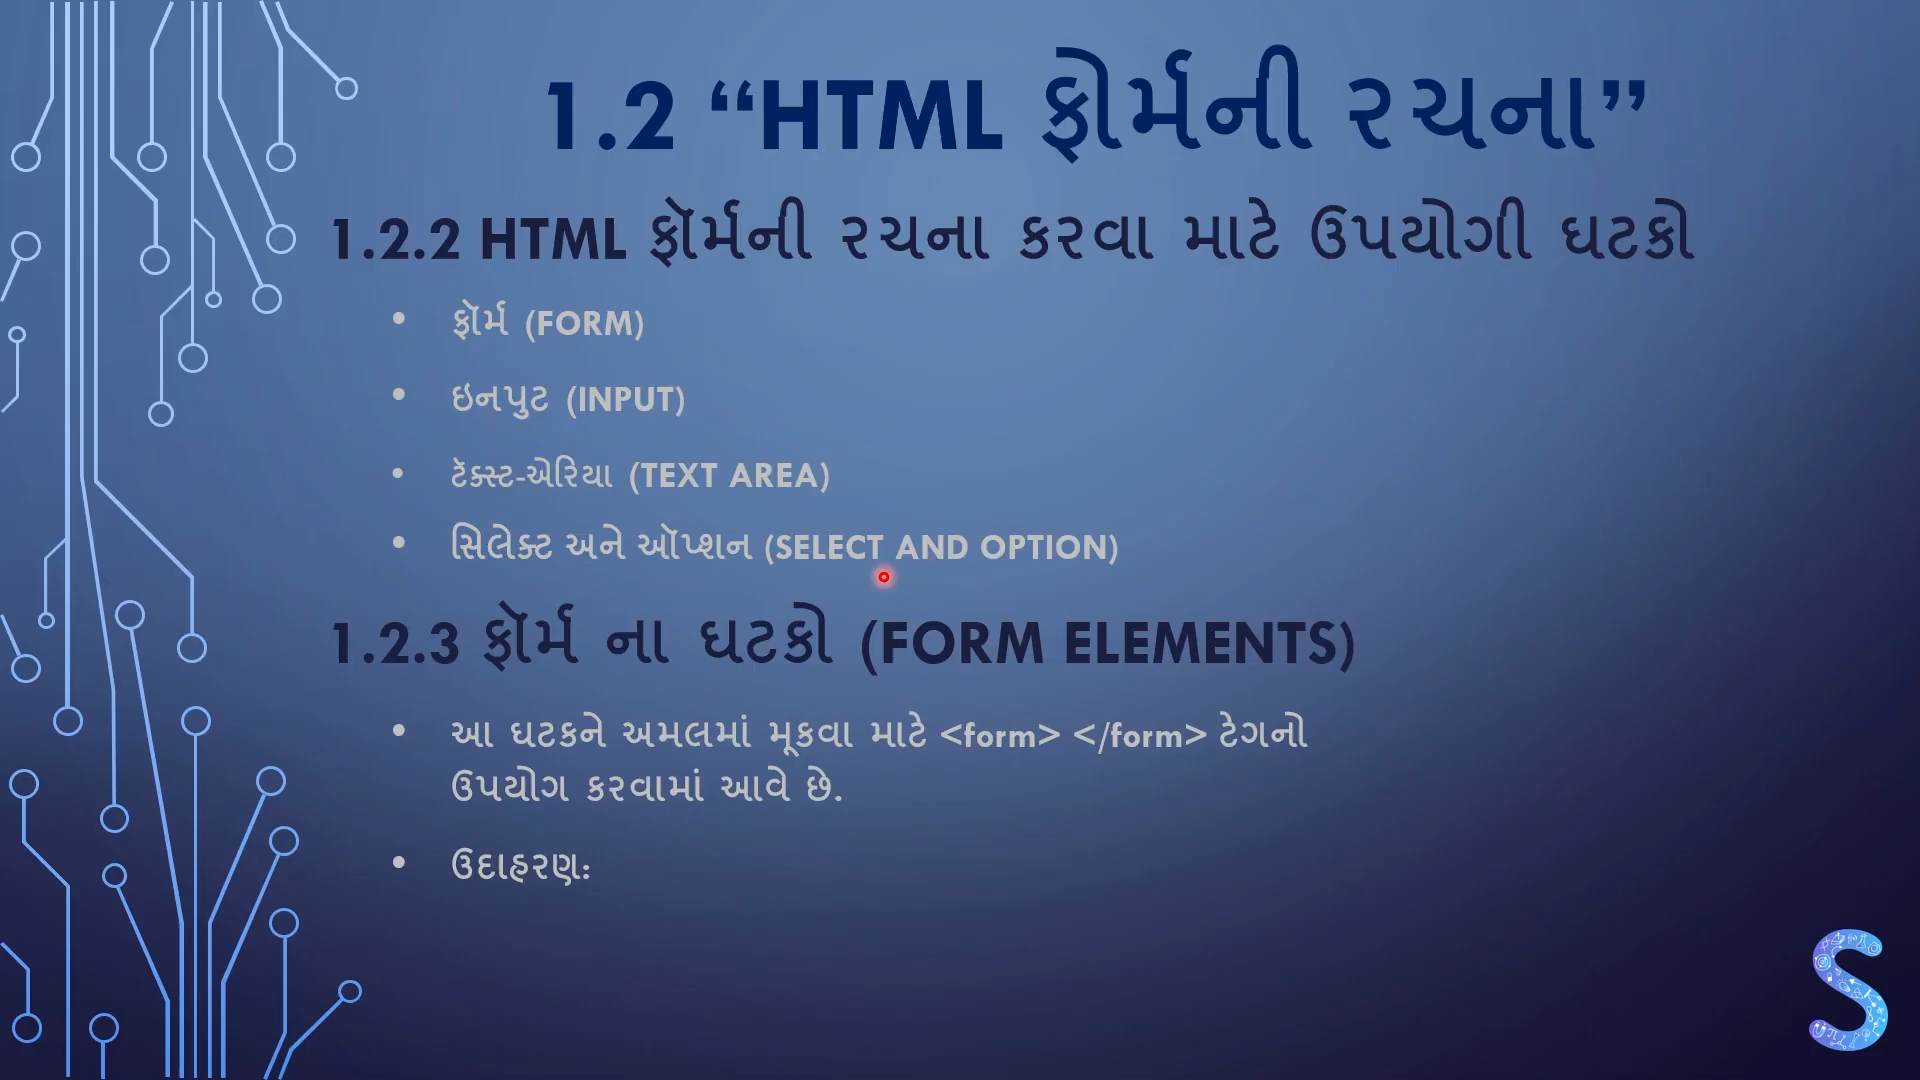 1.2 “HTML ફોર્મની રચના”
1.2.2 HTML ફૉર્મની રચના કરવા માટે ઉપયોગી ઘટકો
• ફૉર્મ (FORM)
• ઇનપુટ (INPUT)
• ટૅક્સ્ટ-એરિયા (TEXT AREA)
• સિલેક્ટ અને ઑપ્શન (SELECT AND OPTION)
1.2.3 ફૉર્મ ના ઘટકો (FORM ELEMENTS)
• આ ઘટકને અમલમાં મૂકવા માટે <form> </form> ટેગનો
ઉપયોગ કરવામાં આવે છે.
• ઉદાહરણઃ
S